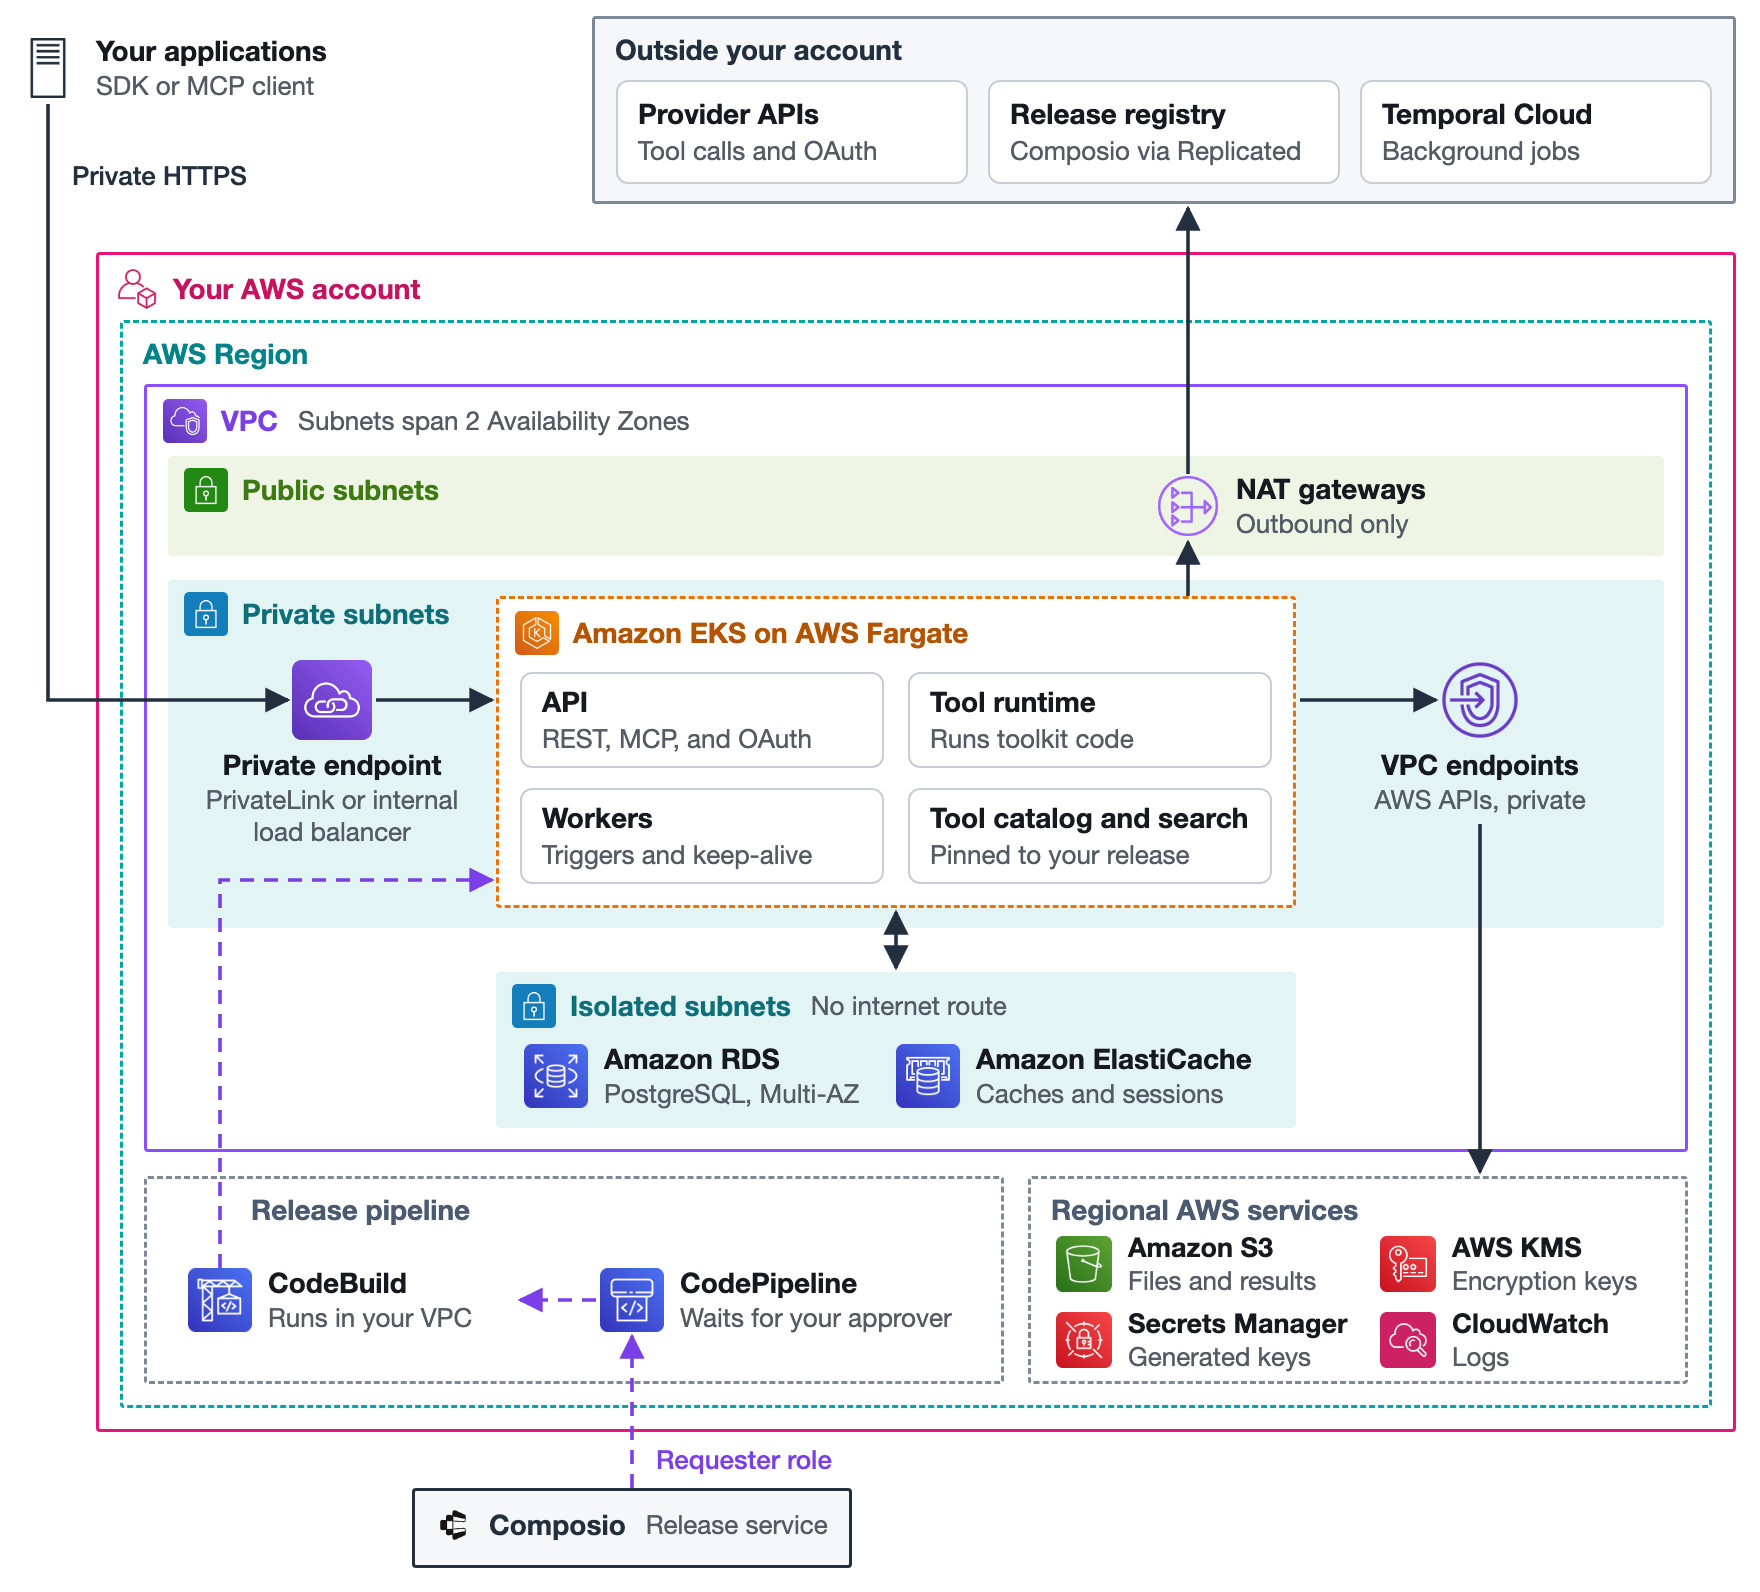 Your applications
SDK or MCP client
Private HTTPS
Outside your account
Provider APIs
Tool calls and OAuth
Release registry
Composio via Replicated
Temporal Cloud
Background jobs
Your AWS account
AWS Region
VPC Subnets span 2 Availability Zones
Public subnets
NAT gateways
Outbound only
Private subnets
Amazon EKS on AWS Fargate
API
REST, MCP, and OAuth
Tool runtime
Runs toolkit code
Workers
Triggers and keep-alive
Tool catalog and search
Pinned to your release
Private endpoint
PrivateLink or internal
load balancer
VPC endpoints
AWS APIs, private
Isolated subnets No internet route
Amazon RDS
PostgreSQL, Multi-AZ
Amazon ElastiCache
Caches and sessions
Release pipeline
CodeBuild
Runs in your VPC
CodePipeline
Waits for your approver
Regional AWS services
Amazon S3
Files and results
AWS KMS
Encryption keys
Secrets Manager
Generated keys
CloudWatch
Logs
Requester role
Composio Release service